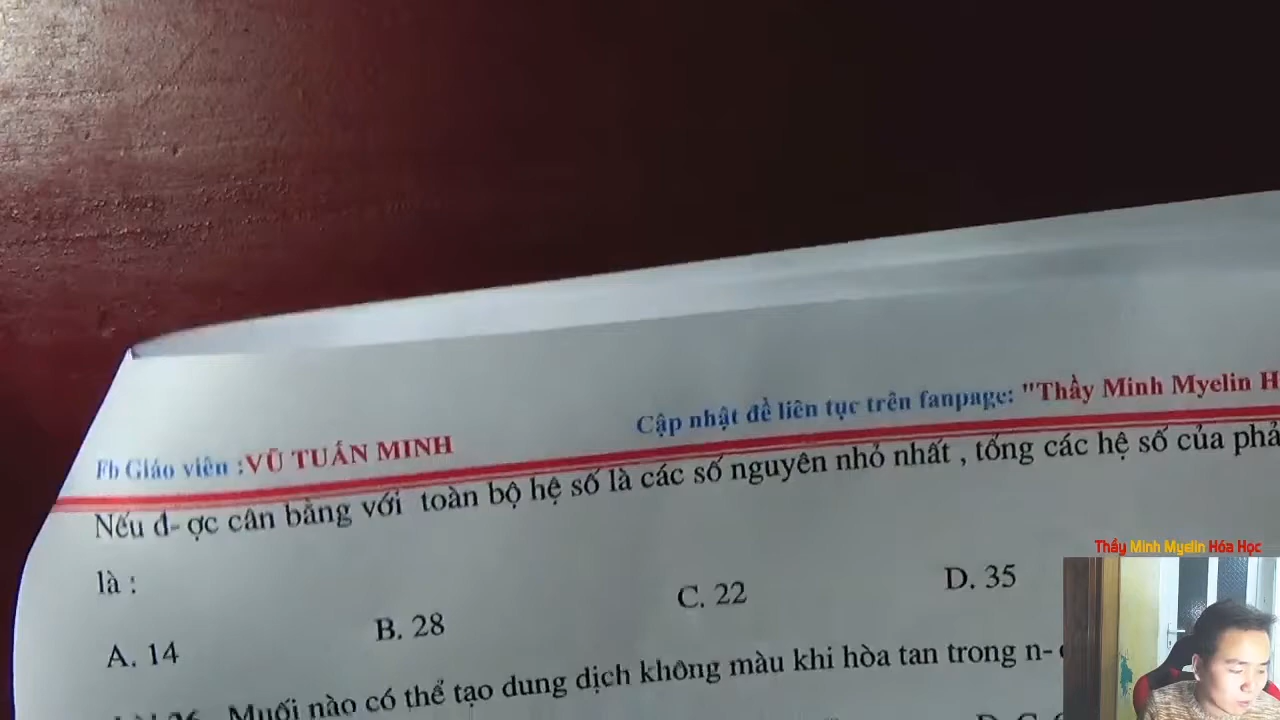 Cập nhật đề liên tục trên fanpage: "Thầy Minh Myelin H
Fb Giáo viên :VŨ TUẤN MINH
Nếu đ- ợc cân bằng với toàn bộ hệ số là các số nguyên nhỏ nhất , tổng các hệ số của phả
là :
A. 14 B. 28 C. 22 D. 35
Muối nào có thể tạo dung dịch không màu khi hòa tan trong n-
Thầy Minh Myelin Hóa Học